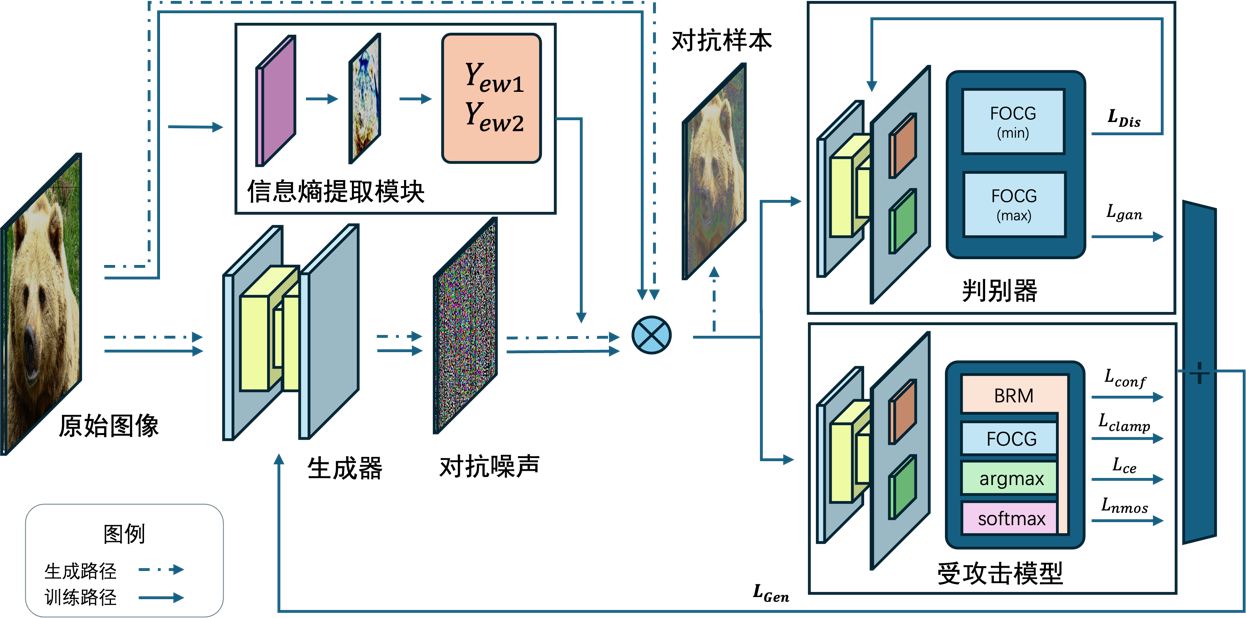 对抗样本
Y_ew1
Y_ew2
信息熵提取模块
FOCG
(min)
L_Dis
FOCG
(max)
L_gan
判别器
原始图像
生成器
对抗噪声
BRM
FOCG
argmax
softmax
L_conf
L_clamp
L_ce
L_nmos
+
受攻击模型
L_Gen
图例
生成路径
训练路径